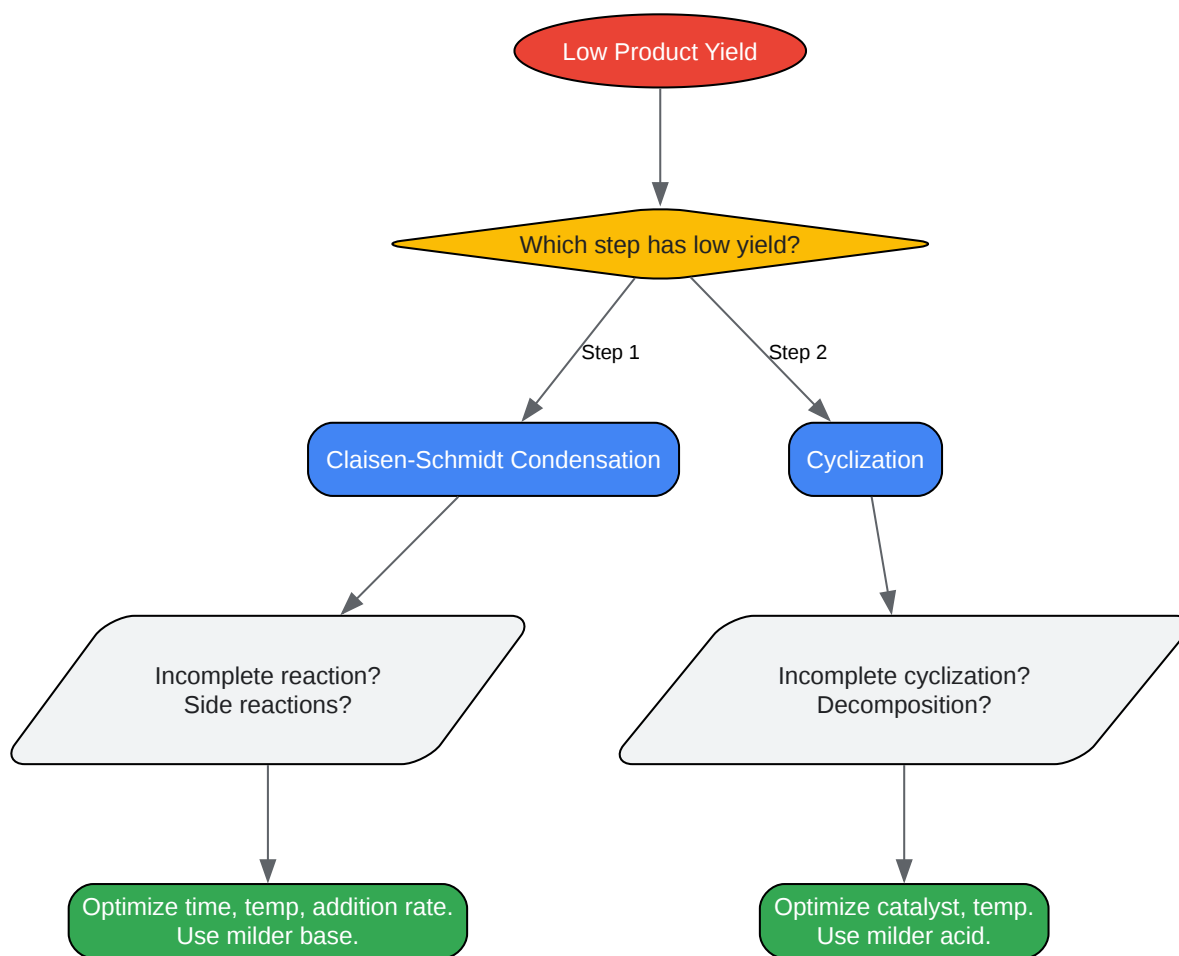 Low Product Yield
Which step has low yield?
Step 1
Step 2
Claisen-Schmidt Condensation
Cyclization
Incomplete reaction?
Side reactions?
Incomplete cyclization?
Decomposition?
Optimize time, temp, addition rate.
Use milder base.
Optimize catalyst, temp.
Use milder acid.